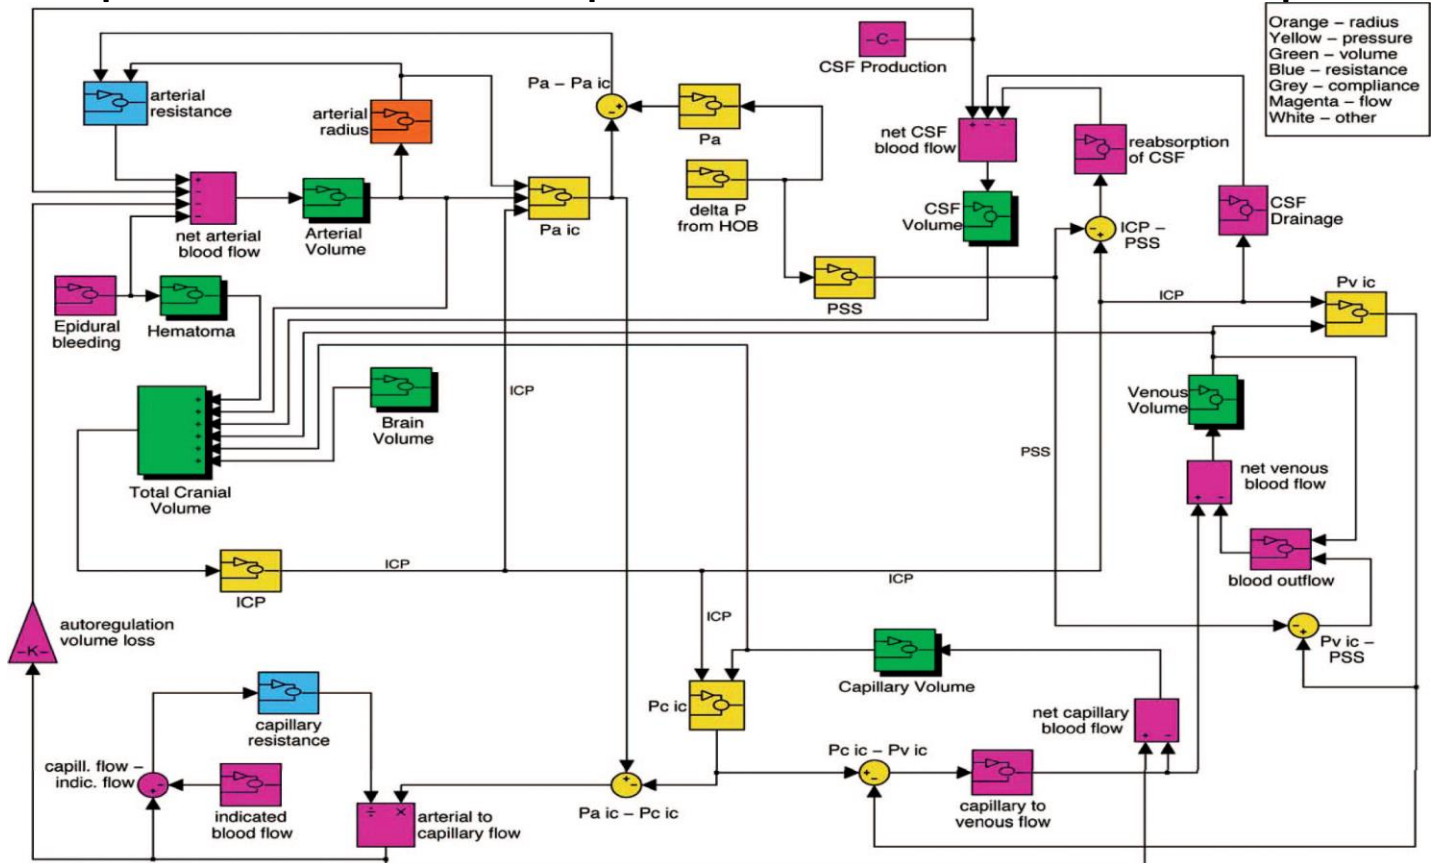 -C-
CSF Production
Orange – radius
Yellow – pressure
Green – volume
Blue – resistance
Grey – compliance
Magenta – flow
White – other
arterial
resistance
arterial
radius
Pa – Pa ic
- +
Pa
delta P
from HOB
+ – –
net CSF
blood flow
reabsorption
of CSF
CSF
Drainage
+
–
–
–
net arterial
blood flow
Arterial
Volume
Pa ic
CSF
Volume
- +
ICP –
PSS
PSS
ICP
Pv ic
Epidural
bleeding
Hematoma
ICP
Brain
Volume
+
+
+
+
+
+
Total Cranial
Volume
Venous
Volume
PSS
net venous
blood flow
+ –
blood outflow
ICP
ICP
ICP
ICP
autoregulation
volume loss
-K-
- +
Pv ic –
PSS
Capillary Volume
Pc ic
capillary
resistance
net capillary
blood flow
+ –
capill. flow –
indic. flow
- +
indicated
blood flow
÷ ×
arterial to
capillary flow
+ -
Pa ic – Pc ic
Pc ic – Pv ic
+ -
capillary to
venous flow